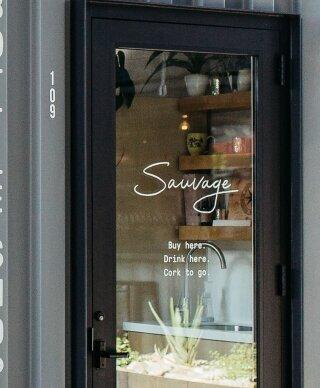 109
Sauvage
Buy here.
Drink here.
Cork to go.